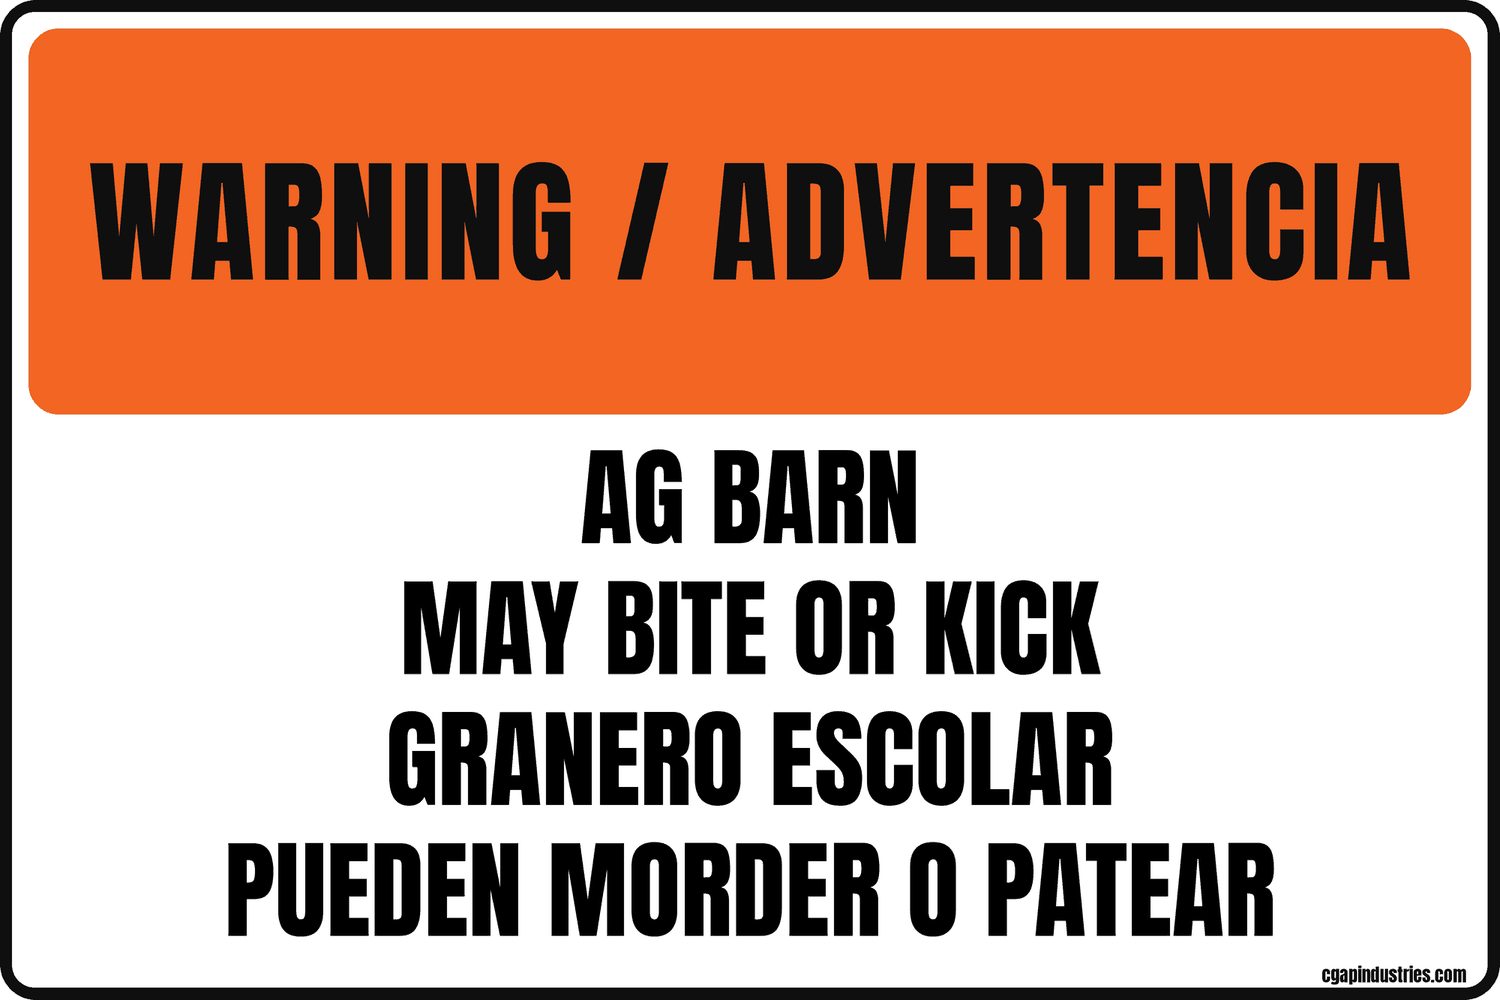 WARNING / ADVERTENCIA
AG BARN
MAY BITE OR KICK
GRANERO ESCOLAR
PUEDEN MORDER O PATEAR
cgapindustries.com